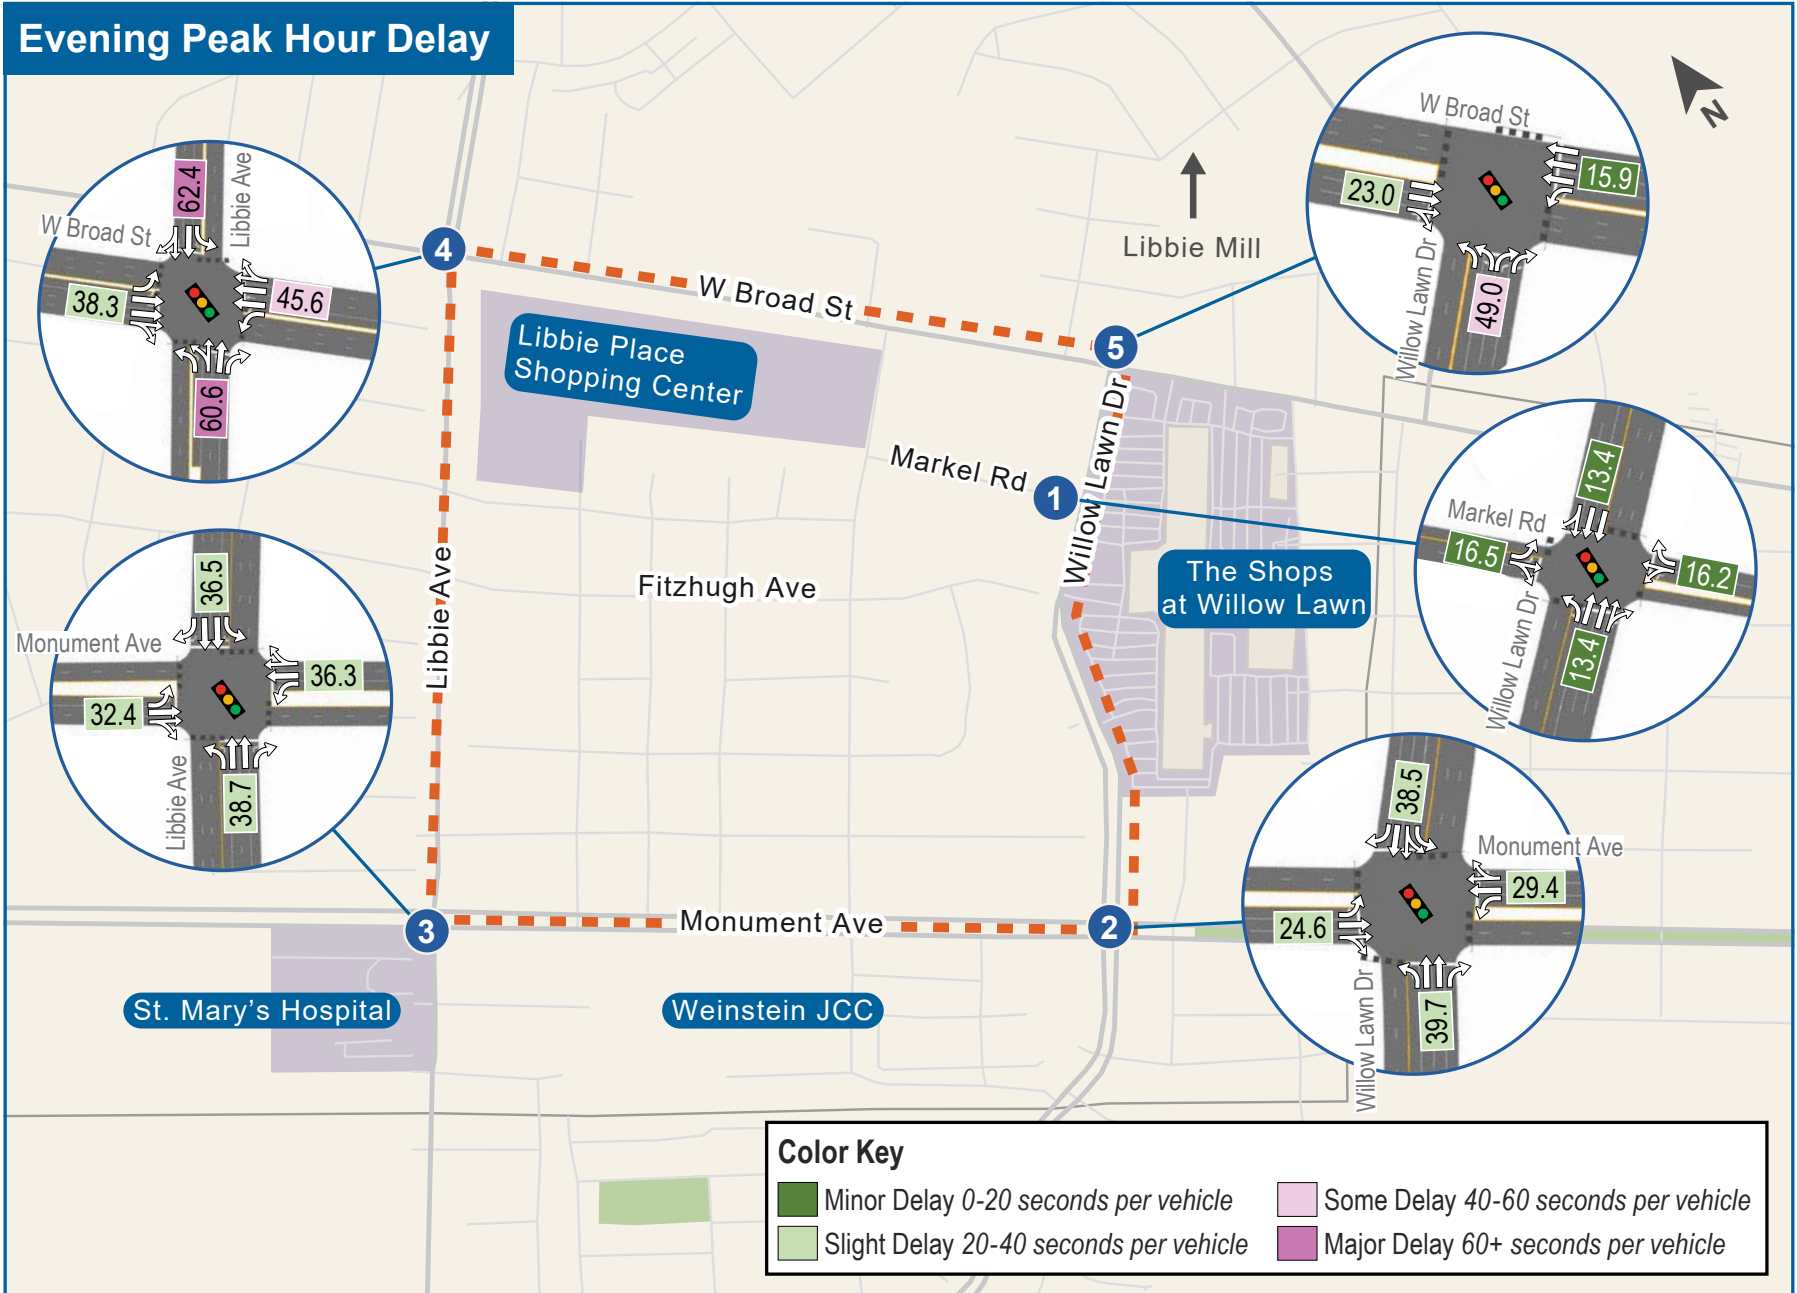 Evening Peak Hour Delay
N
W Broad St
Libbie Ave
62.4
38.3
45.6
60.6
4
W Broad St
5
Libbie Mill
W Broad St
23.0
15.9
49.0
Willow Lawn Dr
Libbie Place
Shopping Center
Markel Rd
1
Willow Lawn Dr
Markel Rd
13.4
16.5
16.2
13.4
Willow Lawn Dr
Libbie Ave
Fitzhugh Ave
The Shops
at Willow Lawn
Monument Ave
36.5
36.3
32.4
38.7
Libbie Ave
3
Monument Ave
2
Monument Ave
38.5
29.4
24.6
39.7
Willow Lawn Dr
St. Mary’s Hospital
Weinstein JCC
Color Key
Minor Delay 0-20 seconds per vehicle
Some Delay 40-60 seconds per vehicle
Slight Delay 20-40 seconds per vehicle
Major Delay 60+ seconds per vehicle